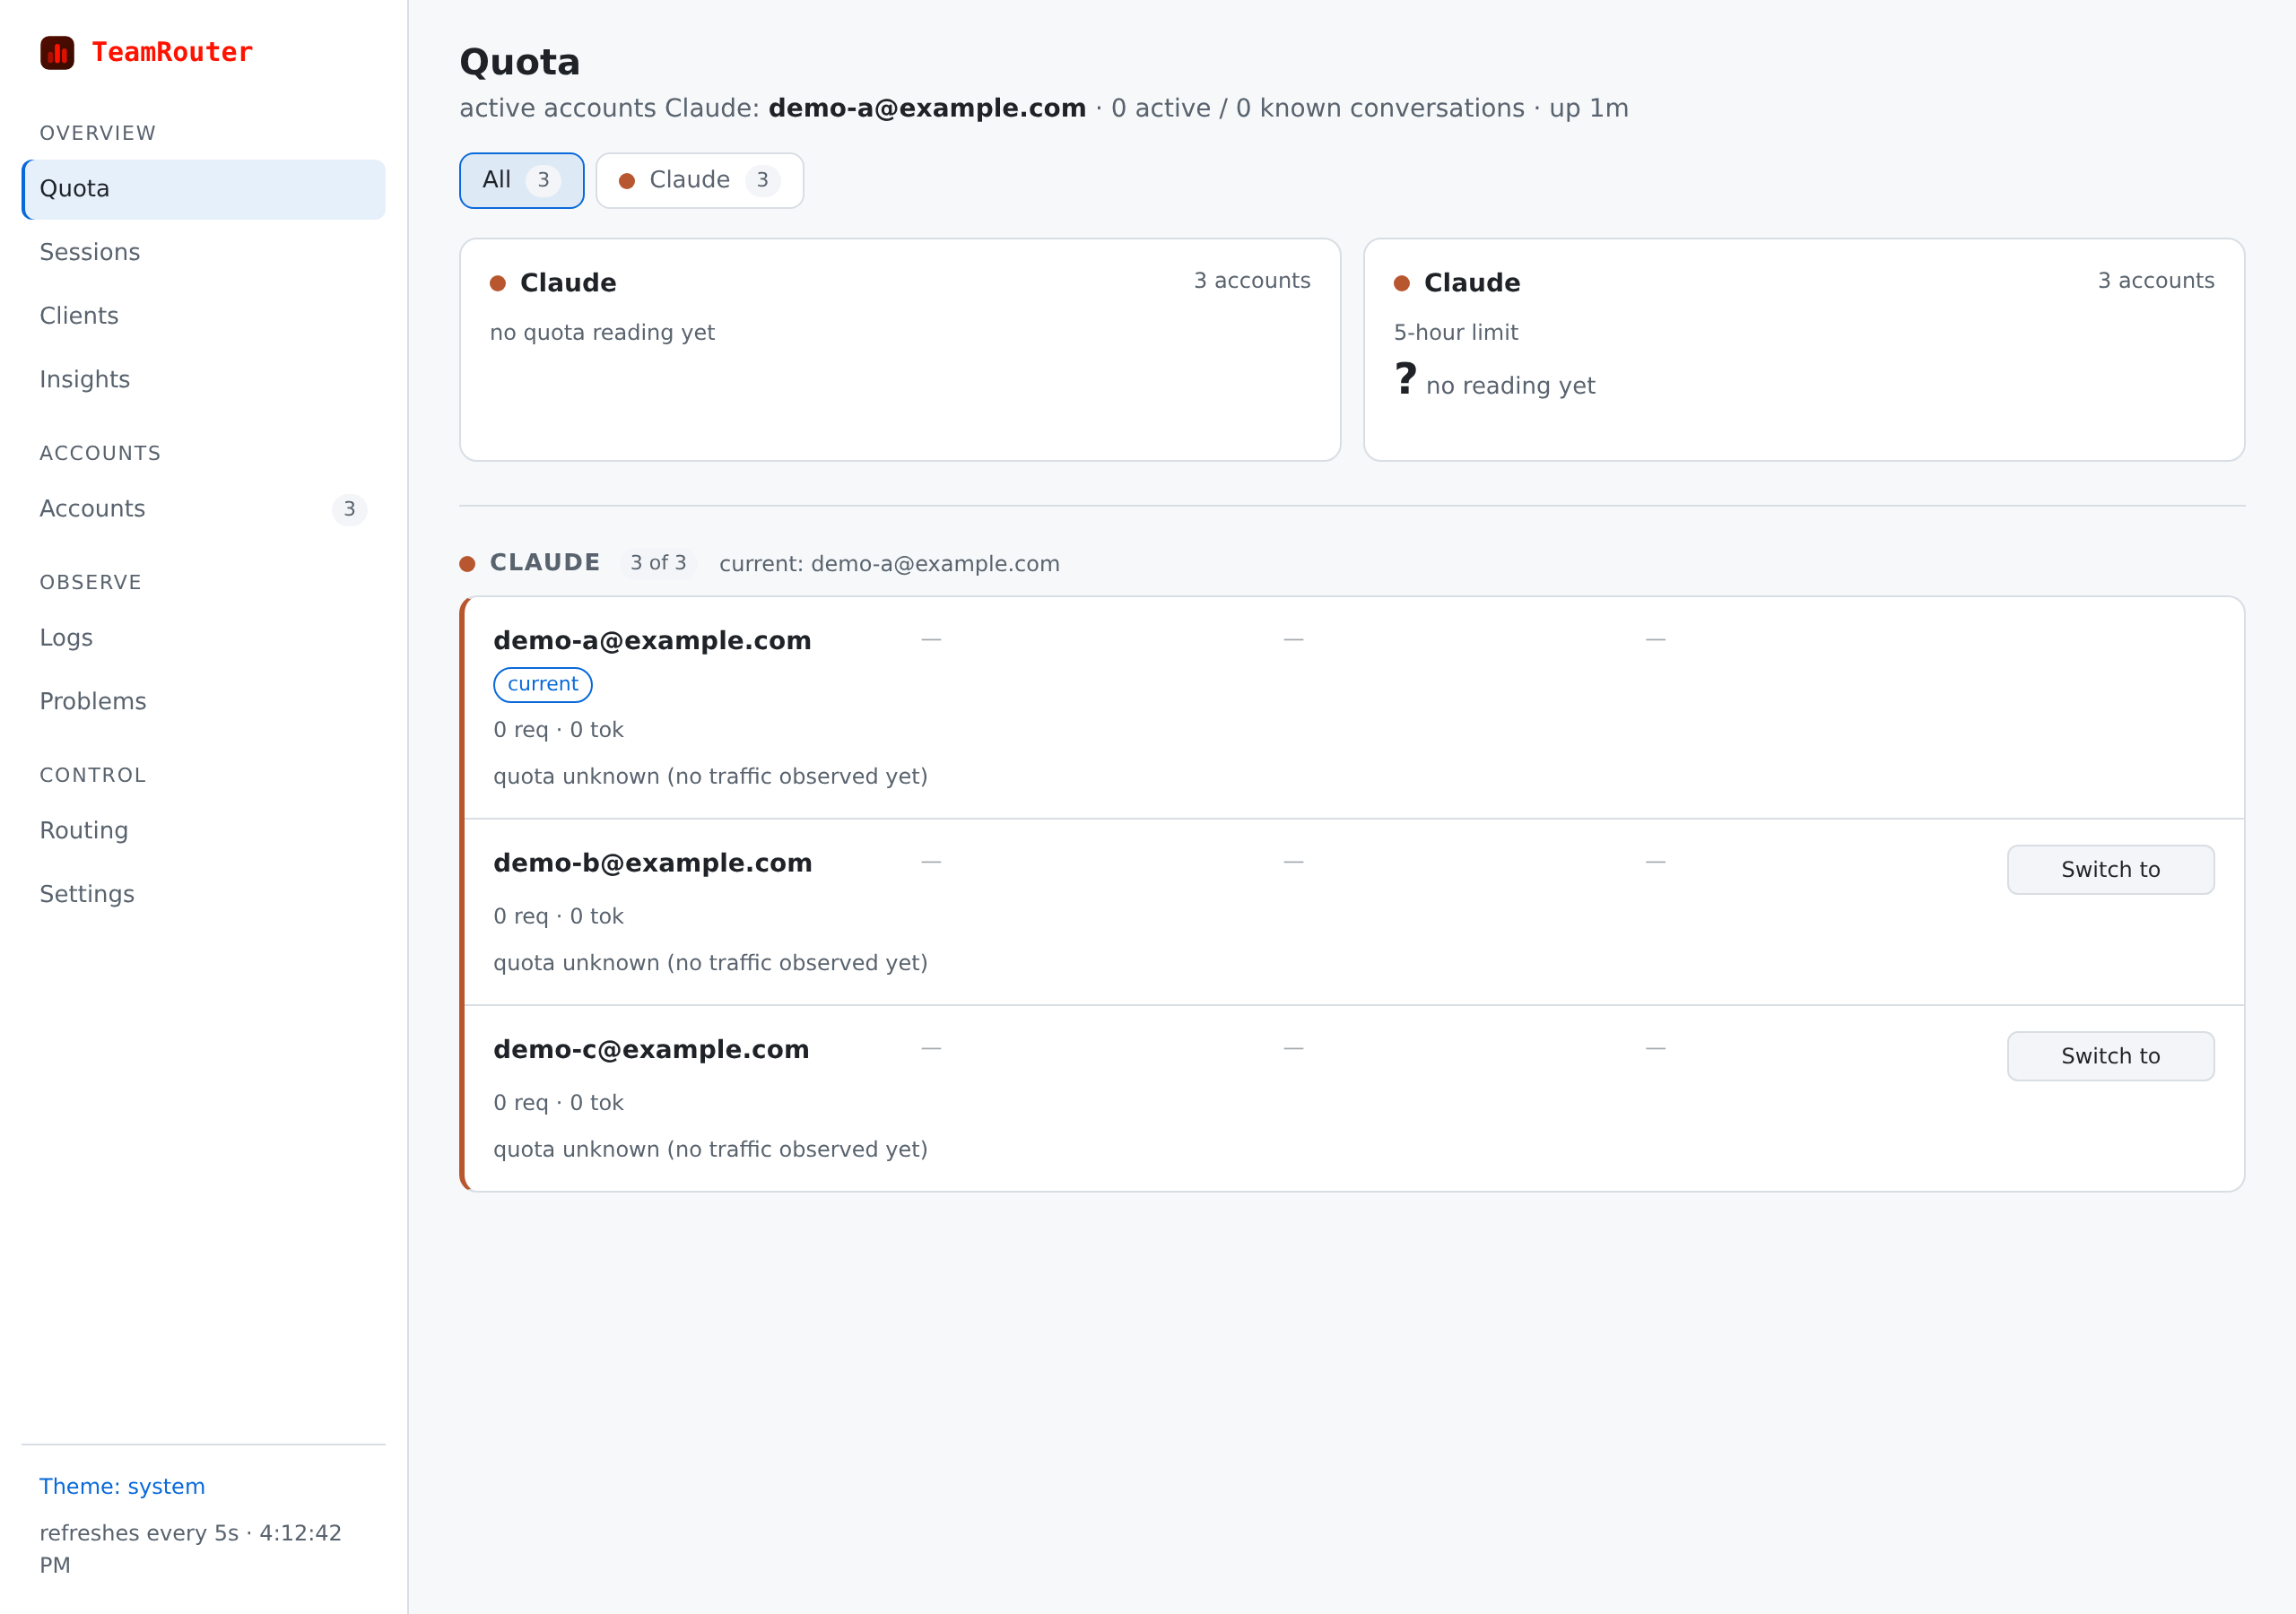 TeamRouter
OVERVIEW
Quota
Sessions
Clients
Insights
ACCOUNTS
Accounts 3
OBSERVE
Logs
Problems
CONTROL
Routing
Settings
Theme: system
refreshes every 5s · 4:12:42
PM
Quota
active accounts Claude: demo-a@example.com · 0 active / 0 known conversations · up 1m
All 3 Claude 3
Claude 3 accounts
no quota reading yet
Claude 3 accounts
5-hour limit
? no reading yet
CLAUDE 3 of 3 current: demo-a@example.com
demo-a@example.com — — —
current
0 req · 0 tok
quota unknown (no traffic observed yet)
demo-b@example.com — — — Switch to
0 req · 0 tok
quota unknown (no traffic observed yet)
demo-c@example.com — — — Switch to
0 req · 0 tok
quota unknown (no traffic observed yet)